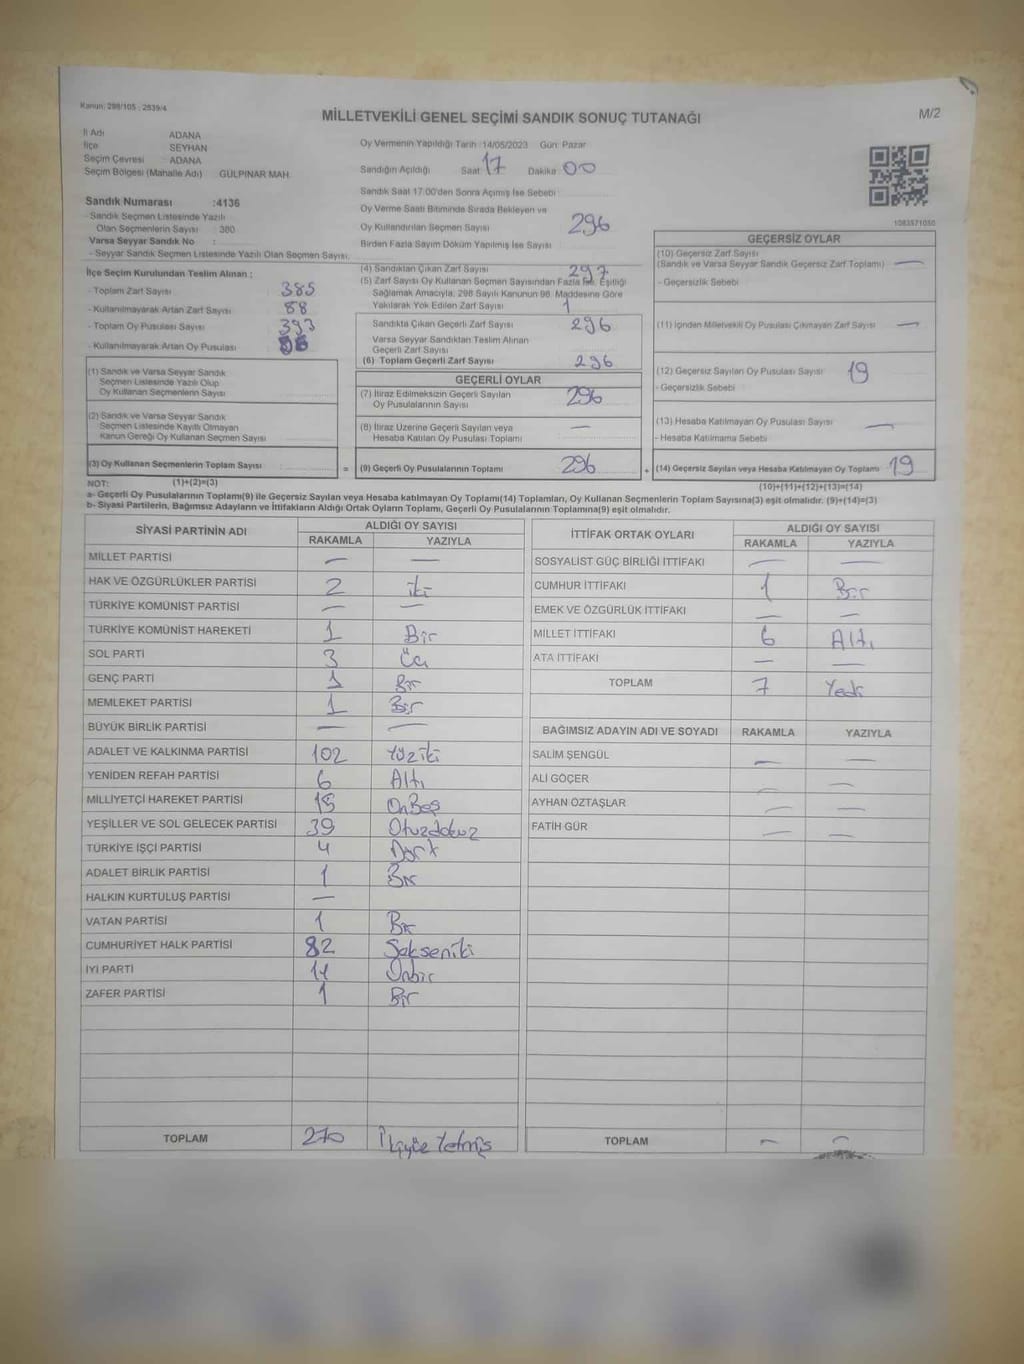 Kanun: 298/105 - 2839/4
MİLLETVEKİLİ GENEL SEÇİMİ SANDIK SONUÇ TUTANAĞI
M/2
İl Adı ADANA
İlçe SEYHAN
Seçim Çevresi ADANA
Seçim Bölgesi (Mahalle Adı) GÜLPINAR MAH.
Oy Vermenin Yapıldığı Tarih :14/05/2023 Gün: Pazar
Sandığın Açıldığı Saat 17 Dakika 00
Sandık Saat 17:00'den Sonra Açılmış İse Sebebi :
Oy Verme Saati Bitiminde Sırada Bekleyen ve
Oy Kullandırılan Seçmen Sayısı 296
Birden Fazla Sayım Döküm Yapılmış İse Sayısı
1083571050
Sandık Numarası :4136
- Sandık Seçmen Listesinde Yazılı
Olan Seçmenlerin Sayısı : 380
Varsa Seyyar Sandık No :
- Seyyar Sandık Seçmen Listesinde Yazılı Olan Seçmen Sayısı:
İlçe Seçim Kurulundan Teslim Alınan :
- Toplam Zarf Sayısı : 385
- Kullanılmayarak Artan Zarf Sayısı : 88
- Toplam Oy Pusulası Sayısı : 393
- Kullanılmayarak Artan Oy Pusulası :
(1) Sandık ve Varsa Seyyar Sandık
Seçmen Listesinde Yazılı Olup
Oy Kullanan Seçmenlerin Sayısı
(2) Sandık ve Varsa Seyyar Sandık
Seçmen Listesinde Kayıtlı Olmayan
Kanun Gereği Oy Kullanan Seçmen Sayısı
(3) Oy Kullanan Seçmenlerin Toplam Sayısı =
(1)+(2)=(3)
(4) Sandıktan Çıkan Zarf Sayısı 297
(5) Zarf Sayısı Oy Kullanan Seçmen Sayısından Fazla İse, Eşitliği
Sağlamak Amacıyla, 298 Sayılı Kanunun 98. Maddesine Göre
Yakılarak Yok Edilen Zarf Sayısı 1
Sandıkta Çıkan Geçerli Zarf Sayısı 296
Varsa Seyyar Sandıktan Teslim Alınan
Geçerli Zarf Sayısı
(6) Toplam Geçerli Zarf Sayısı 296
GEÇERLİ OYLAR
(7) İtiraz Edilmeksizin Geçerli Sayılan
Oy Pusulalarının Sayısı 296
(8) İtiraz Üzerine Geçerli Sayılan veya
Hesaba Katılan Oy Pusulası Toplamı —
(9) Geçerli Oy Pusulalarının Toplamı 296 +
GEÇERSİZ OYLAR
(10) Geçersiz Zarf Sayısı
(Sandık ve Varsa Seyyar Sandık Geçersiz Zarf Toplamı) —
- Geçersizlik Sebebi
(11) İçinden Milletvekili Oy Pusulası Çıkmayan Zarf Sayısı —
(12) Geçersiz Sayılan Oy Pusulası Sayısı 19
- Geçersizlik Sebebi
(13) Hesaba Katılmayan Oy Pusulası Sayısı —
- Hesaba Katılmama Sebebi
(14) Geçersiz Sayılan veya Hesaba Katılmayan Oy Toplamı 19
(10)+(11)+(12)+(13)=(14)
NOT:
a- Geçerli Oy Pusulalarının Toplamı(9) ile Geçersiz Sayılan veya Hesaba katılmayan Oy Toplamı(14) Toplamları, Oy Kullanan Seçmenlerin Toplam Sayısına(3) eşit olmalıdır. (9)+(14)=(3)
b- Siyasi Partilerin, Bağımsız Adayların ve İttifakların Aldığı Ortak Oyların Toplamı, Geçerli Oy Pusulalarının Toplamına(9) eşit olmalıdır.
SİYASİ PARTİNİN ADI ALDIĞI OY SAYISI
RAKAMLA YAZIYLA
MİLLET PARTİSİ — —
HAK VE ÖZGÜRLÜKLER PARTİSİ 2 iki
TÜRKİYE KOMÜNİST PARTİSİ — —
TÜRKİYE KOMÜNİST HAREKETİ 1 Bir
SOL PARTİ 3 Üç
GENÇ PARTİ 1 Bir
MEMLEKET PARTİSİ 1 Bir
BÜYÜK BİRLİK PARTİSİ — —
ADALET VE KALKINMA PARTİSİ 102 Yüziki
YENİDEN REFAH PARTİSİ 6 Altı
MİLLİYETÇİ HAREKET PARTİSİ 15 OnBeş
YEŞİLLER VE SOL GELECEK PARTİSİ 39 Otuzdokuz
TÜRKİYE İŞÇİ PARTİSİ 4 Dört
ADALET BİRLİK PARTİSİ 1 Bir
HALKIN KURTULUŞ PARTİSİ —
VATAN PARTİSİ 1 Bir
CUMHURİYET HALK PARTİSİ 82 Sekseniki
İYİ PARTİ 11 Onbir
ZAFER PARTİSİ 1 Bir
TOPLAM 270 İkiyüz Yetmiş
İTTİFAK ORTAK OYLARI ALDIĞI OY SAYISI
RAKAMLA YAZIYLA
SOSYALİST GÜÇ BİRLİĞİ İTTİFAKI — —
CUMHUR İTTİFAKI 1 Bir
EMEK VE ÖZGÜRLÜK İTTİFAKI — —
MİLLET İTTİFAKI 6 Altı
ATA İTTİFAKI — —
TOPLAM 7 Yedi
BAĞIMSIZ ADAYIN ADI VE SOYADI RAKAMLA YAZIYLA
SALİM ŞENGÜL — —
ALİ GÖÇER — —
AYHAN ÖZTAŞLAR — —
FATİH GÜR — —
TOPLAM — —